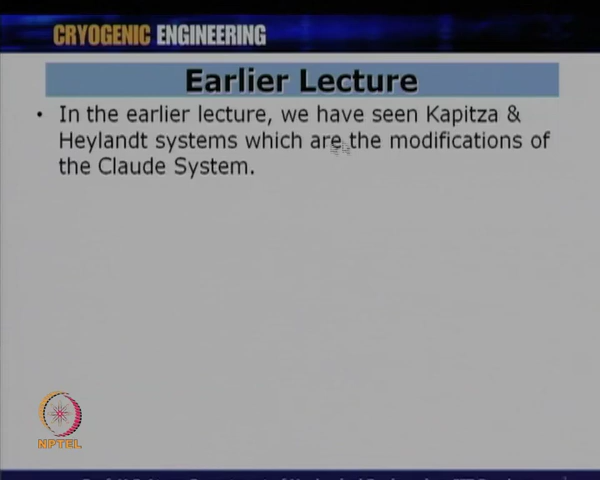 CRYOGENIC ENGINEERING
Earlier Lecture
• In the earlier lecture, we have seen Kapitza &
Heylandt systems which are the modifications of
the Claude System.
NPTEL